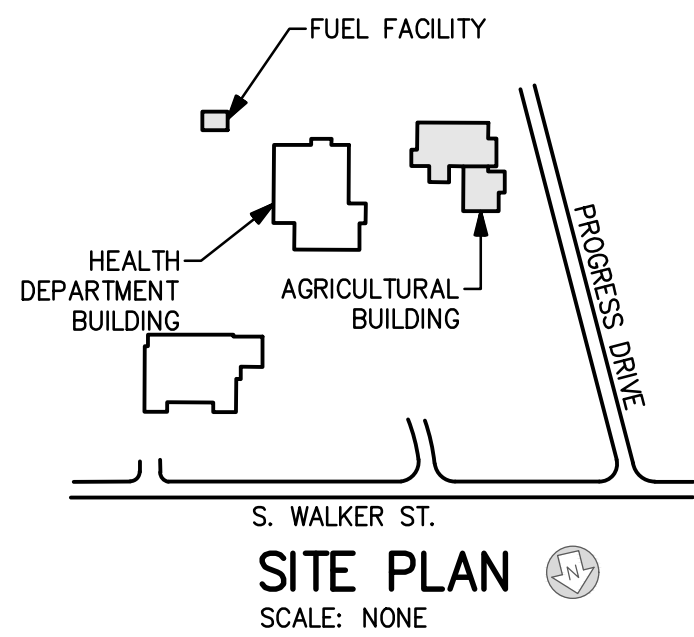 FUEL FACILITY
HEALTH
DEPARTMENT
BUILDING
AGRICULTURAL
BUILDING
PROGRESS DRIVE
S. WALKER ST.
SITE PLAN
N
SCALE: NONE